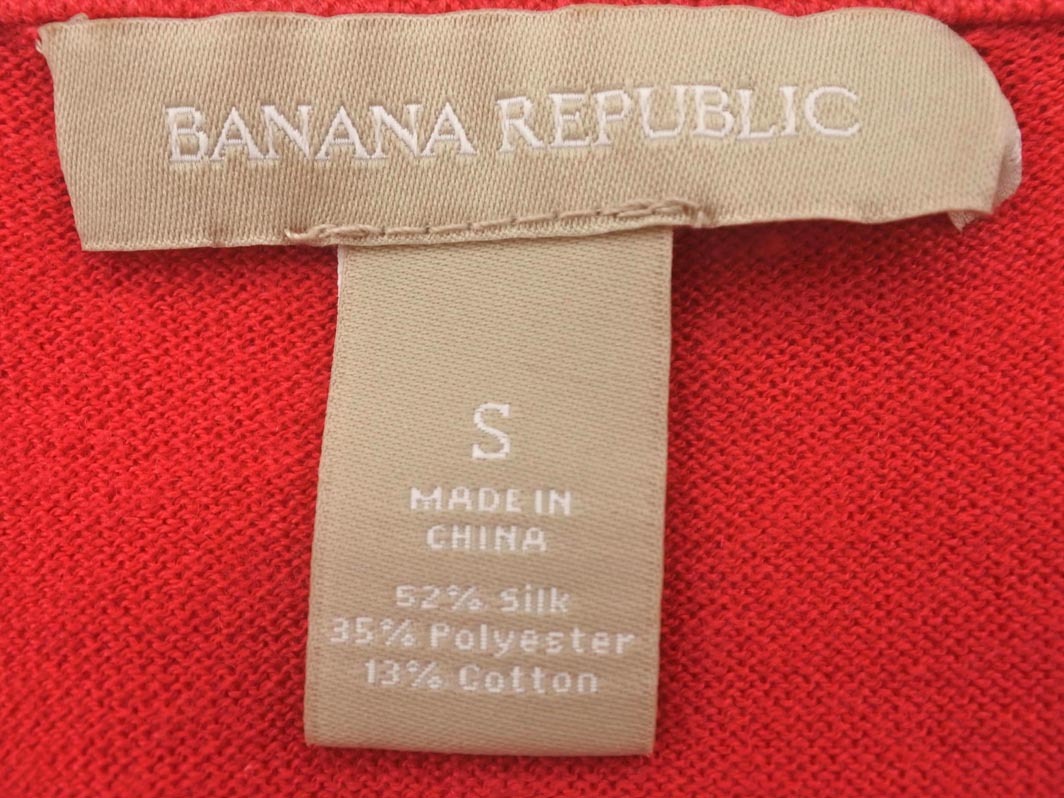 BANANA REPUBLIC
S
MADE IN
CHINA
52% Silk
35% Polyester
13% Cotton